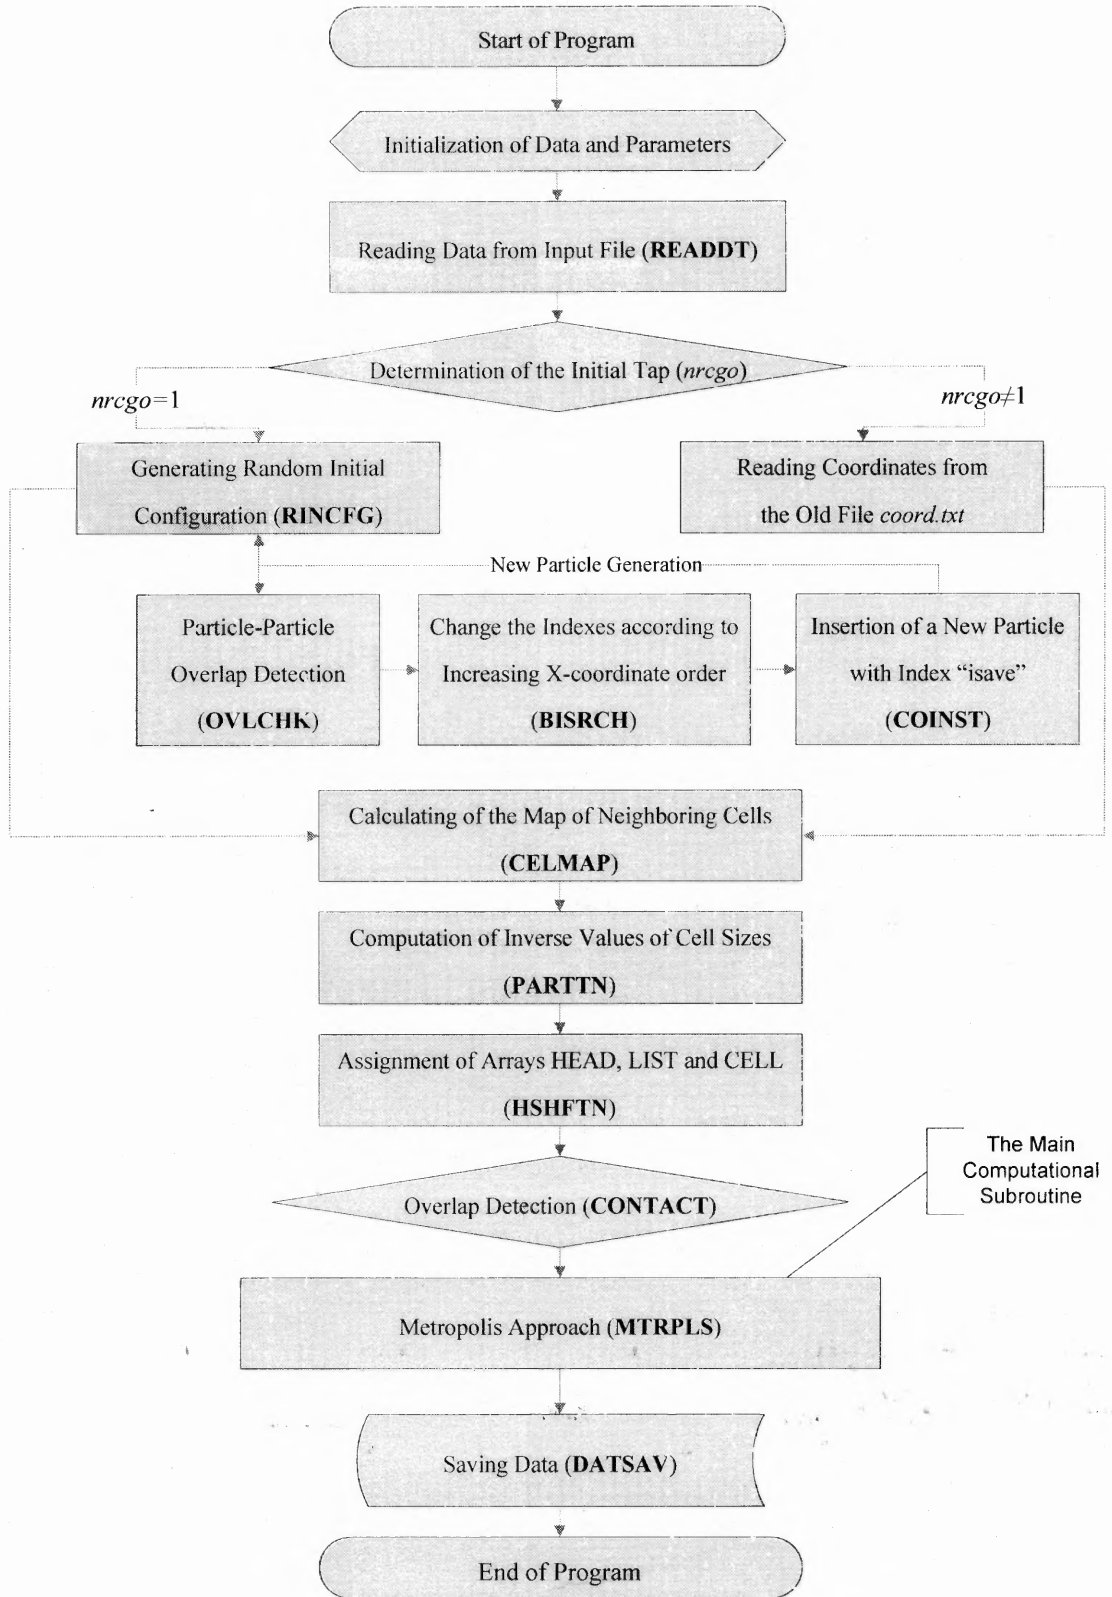 Start of Program
Initialization of Data and Parameters
Reading Data from Input File (READDT)
Determination of the Initial Tap (nrcgo)
nrcgo=1
nrcgo≠1
Generating Random Initial
Configuration (RINCFG)
Reading Coordinates from
the Old File coord.txt
New Particle Generation
Particle-Particle
Overlap Detection
(OVLCHK)
Change the Indexes according to
Increasing X-coordinate order
(BISRCH)
Insertion of a New Particle
with Index “isave”
(COINST)
Calculating of the Map of Neighboring Cells
(CELMAP)
Computation of Inverse Values of Cell Sizes
(PARTTN)
Assignment of Arrays HEAD, LIST and CELL
(HSHFTN)
The Main
Computational
Subroutine
Overlap Detection (CONTACT)
Metropolis Approach (MTRPLS)
Saving Data (DATSAV)
End of Program